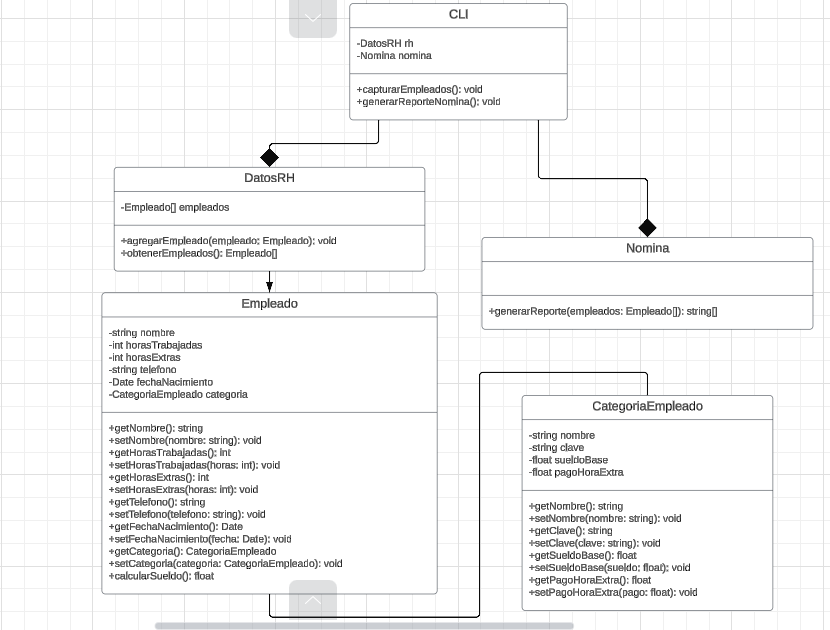 CLI
-DatosRH rh
-Nomina nomina
+capturarEmpleados(): void
+generarReporteNomina(): void
DatosRH
-Empleado[] empleados
+agregarEmpleado(empleado: Empleado): void
+obtenerEmpleados(): Empleado[]
Nomina
+generarReporte(empleados: Empleado[]): string[]
Empleado
-string nombre
-int horasTrabajadas
-int horasExtras
-string telefono
-Date fechaNacimiento
-CategoriaEmpleado categoria
+getNombre(): string
+setNombre(nombre: string): void
+getHorasTrabajadas(): int
+setHorasTrabajadas(horas: int): void
+getHorasExtras(): int
+setHorasExtras(horas: int): void
+getTelefono(): string
+setTelefono(telefono: string): void
+getFechaNacimiento(): Date
+setFechaNacimiento(fecha: Date): void
+getCategoria(): CategoriaEmpleado
+setCategoria(categoria: CategoriaEmpleado): void
+calcularSueldo(): float
CategoriaEmpleado
-string nombre
-string clave
-float sueldoBase
-float pagoHoraExtra
+getNombre(): string
+setNombre(nombre: string): void
+getClave(): string
+setClave(clave: string): void
+getSueldoBase(): float
+setSueldoBase(sueldo: float): void
+getPagoHoraExtra(): float
+setPagoHoraExtra(pago: float): void